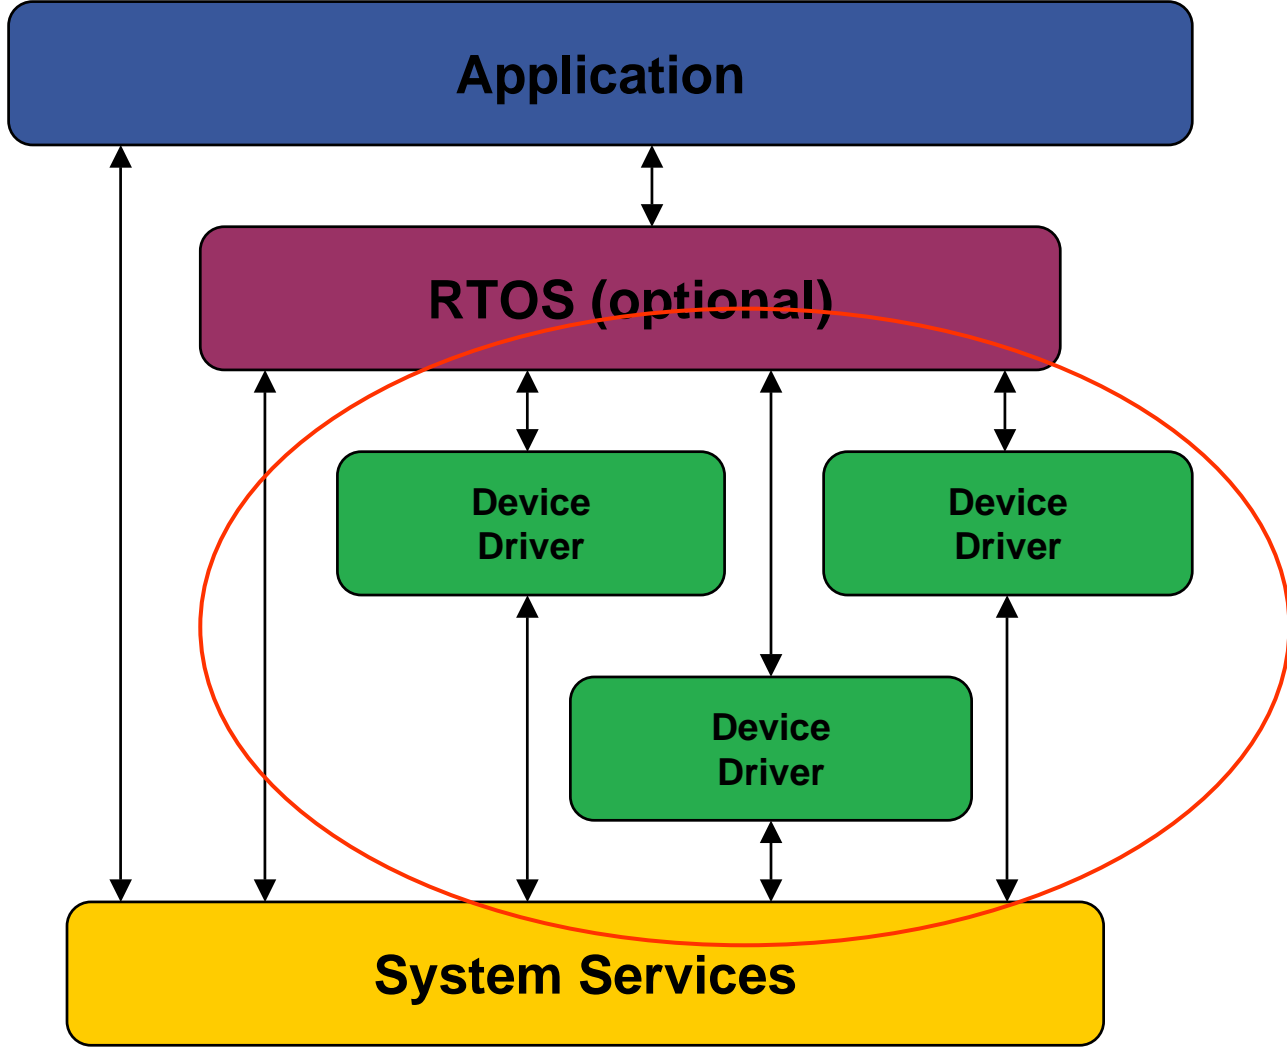 Application
RTOS (optional)
Device
Driver
Device
Driver
Device
Driver
System Services